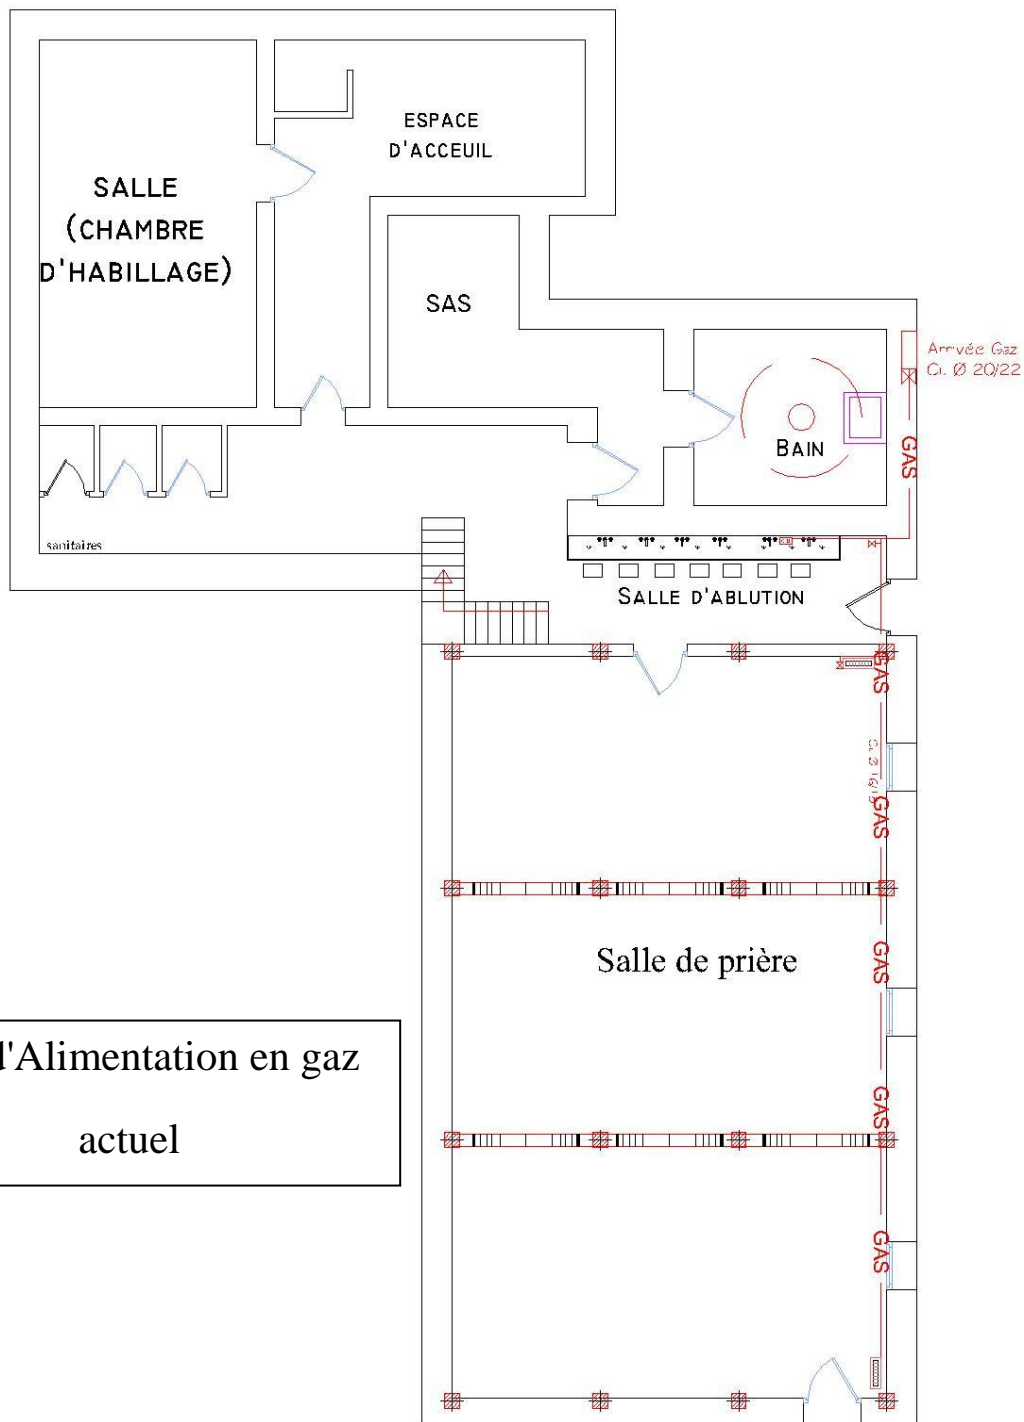 ESPACE
D'ACCEUIL
SALLE
(CHAMBRE
D'HABILLAGE)
SAS
Arrvée Gaz
Cu Ø 20/22
GAS
BAIN
sanitaires
SALLE D'ABLUTION
GAS
GAS
Salle de prière
GAS
GAS
GAS
d'Alimentation en gaz
actuel